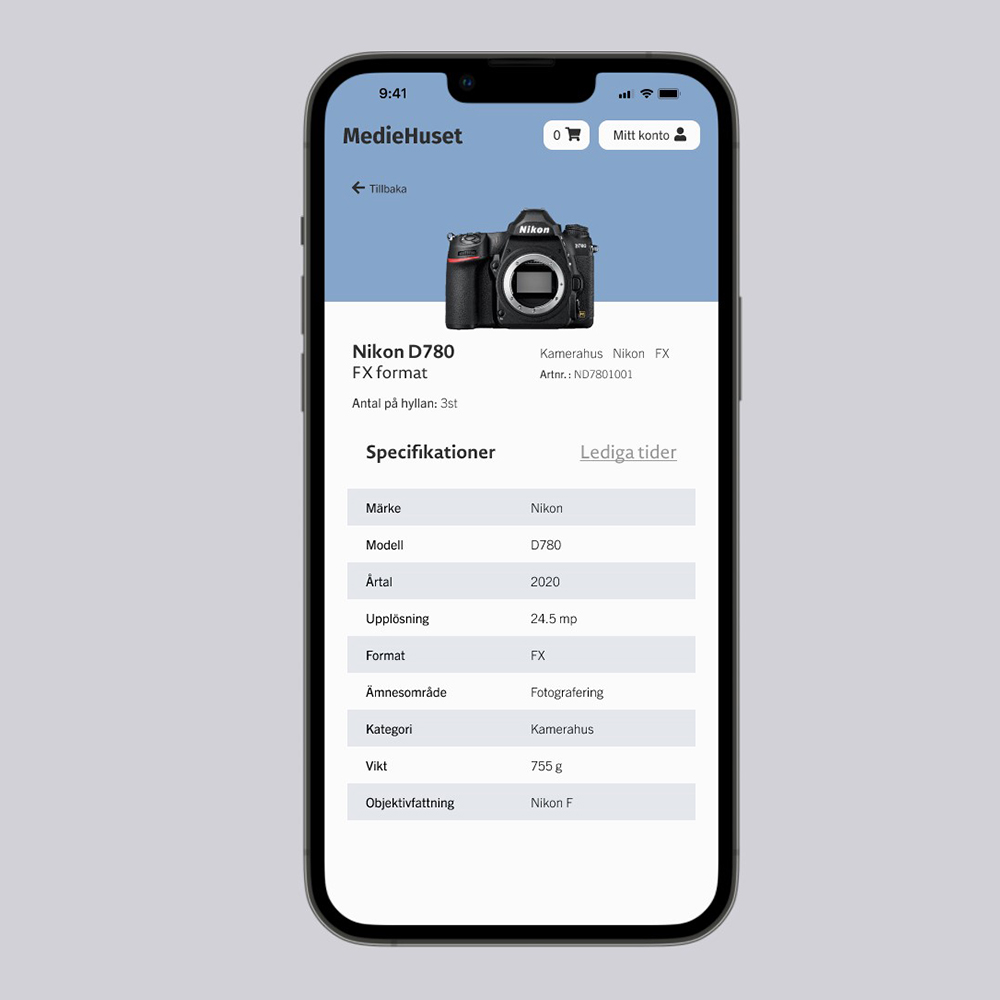 9:41
MedieHuset
0
Mitt konto
Tillbaka
Nikon
D780
Nikon D780
FX format
Kamerahus Nikon FX
Artnr.: ND7801001
Antal på hyllan: 3st
Specifikationer
Lediga tider
Märke Nikon
Modell D780
Årtal 2020
Upplösning 24.5 mp
Format FX
Ämnesområde Fotografering
Kategori Kamerahus
Vikt 755 g
Objektivfattning Nikon F